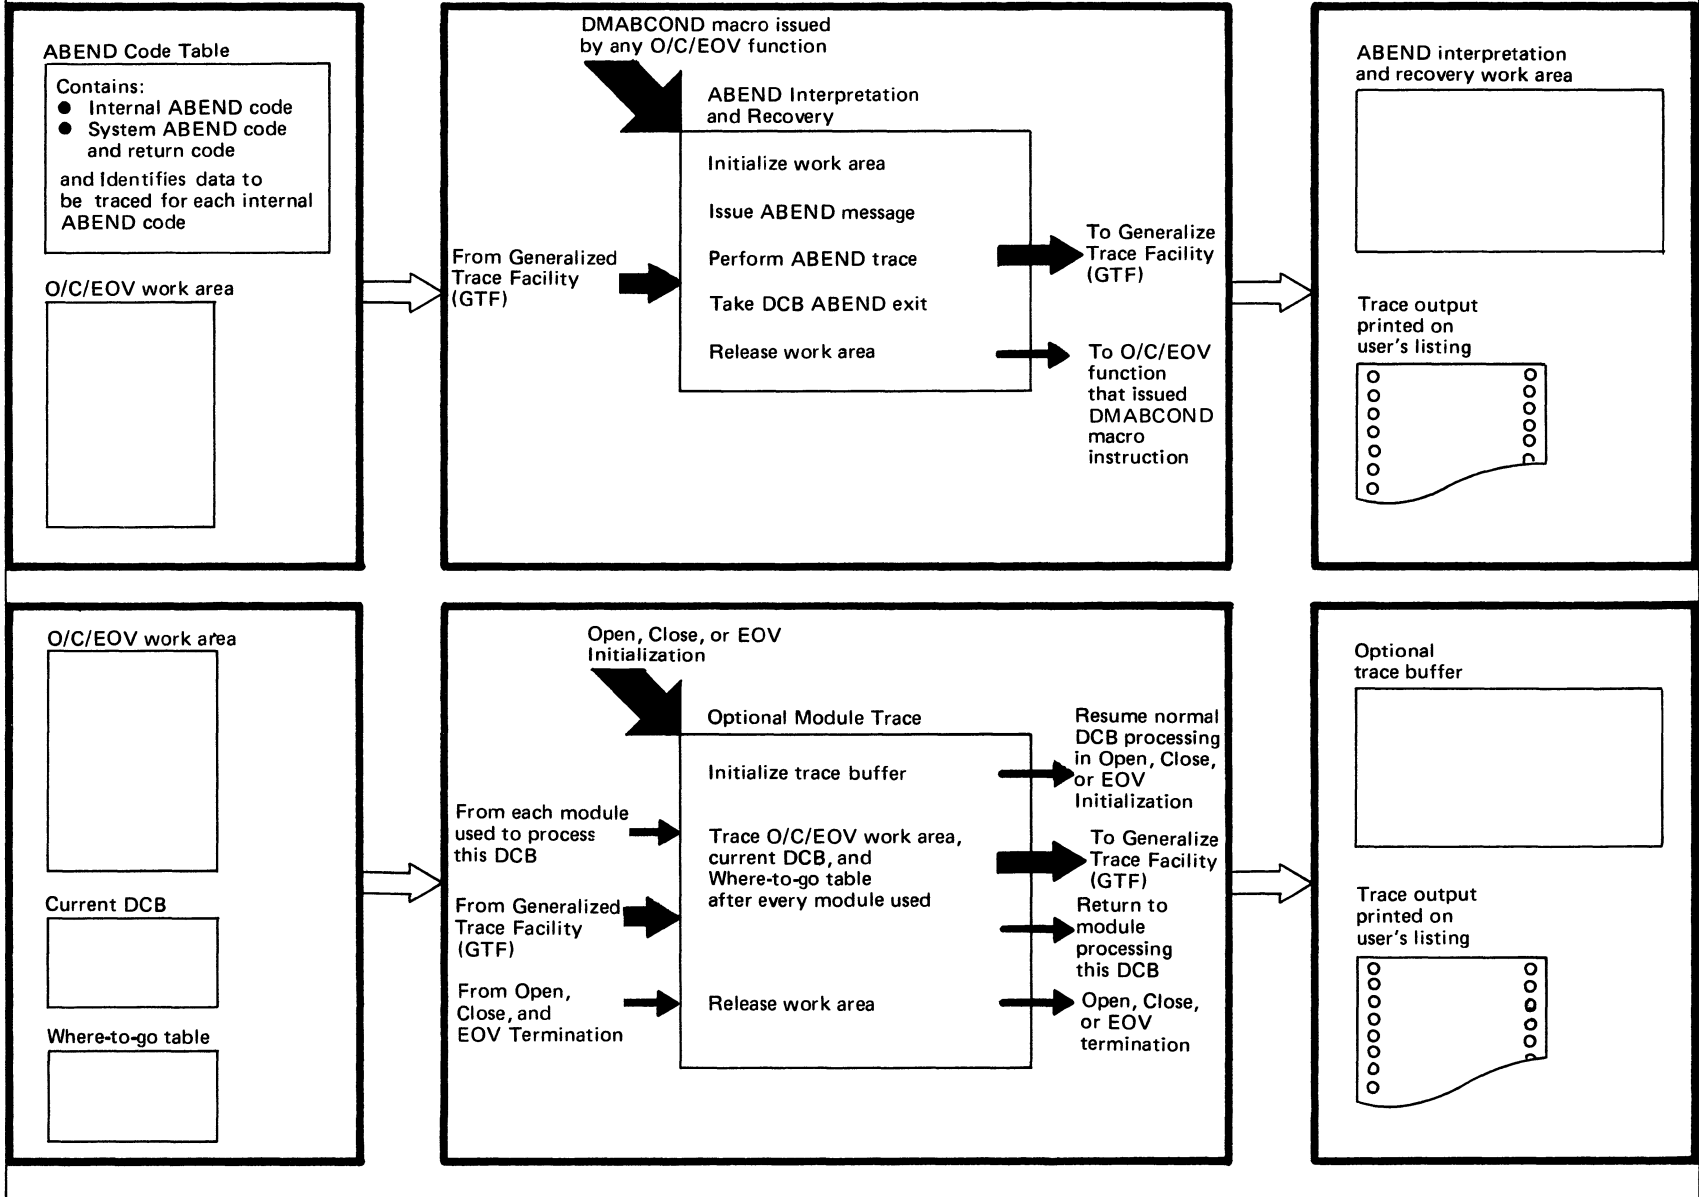 ABEND Code Table
Contains:
● Internal ABEND code
● System ABEND code
and return code
and Identifies data to
be traced for each internal
ABEND code
O/C/EOV work area
DMABCOND macro issued
by any O/C/EOV function
ABEND Interpretation
and Recovery
Initialize work area
Issue ABEND message
Perform ABEND trace
Take DCB ABEND exit
Release work area
From Generalized
Trace Facility
(GTF)
To Generalize
Trace Facility
(GTF)
To O/C/EOV
function
that issued
DMABCOND
macro
instruction
ABEND interpretation
and recovery work area
Trace output
printed on
user's listing
O/C/EOV work area
Current DCB
Where-to-go table
Open, Close, or EOV
Initialization
Optional Module Trace
Initialize trace buffer
Trace O/C/EOV work area,
current DCB, and
Where-to-go table
after every module used
Release work area
From each module
used to process
this DCB
From Generalized
Trace Facility
(GTF)
From Open,
Close, and
EOV Termination
Resume normal
DCB processing
in Open, Close,
or EOV
Initialization
To Generalize
Trace Facility
(GTF)
Return to
module
processing
this DCB
Open, Close,
or EOV
termination
Optional
trace buffer
Trace output
printed on
user's listing